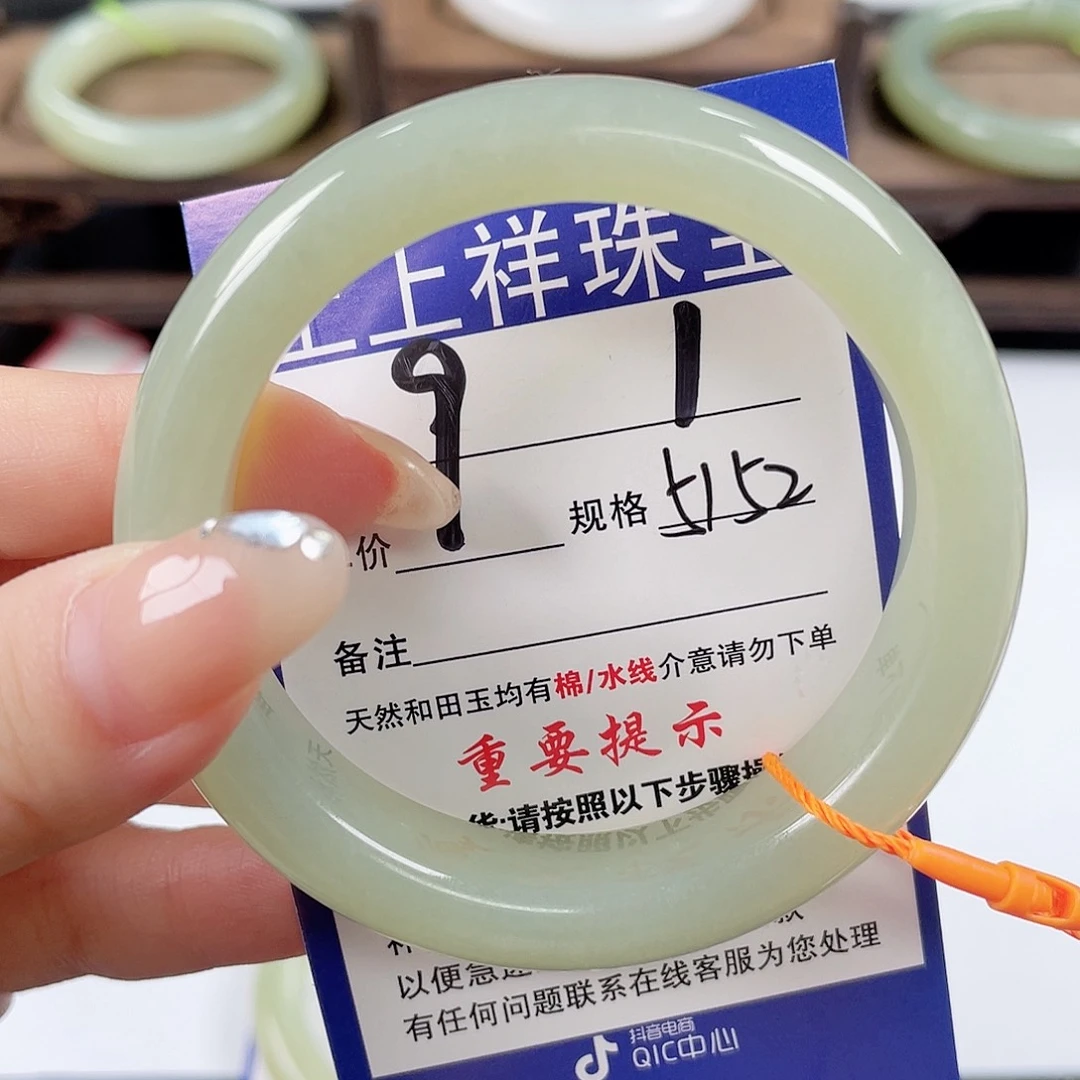 上祥珠
9 1
价 规格 5152
备注
天然和田玉均有棉/水线介意请勿下单
重要提示
货:请按照以下步骤操
款
以便急速
有任何问题联系在线客服为您处理
抖音电商
QIC中心